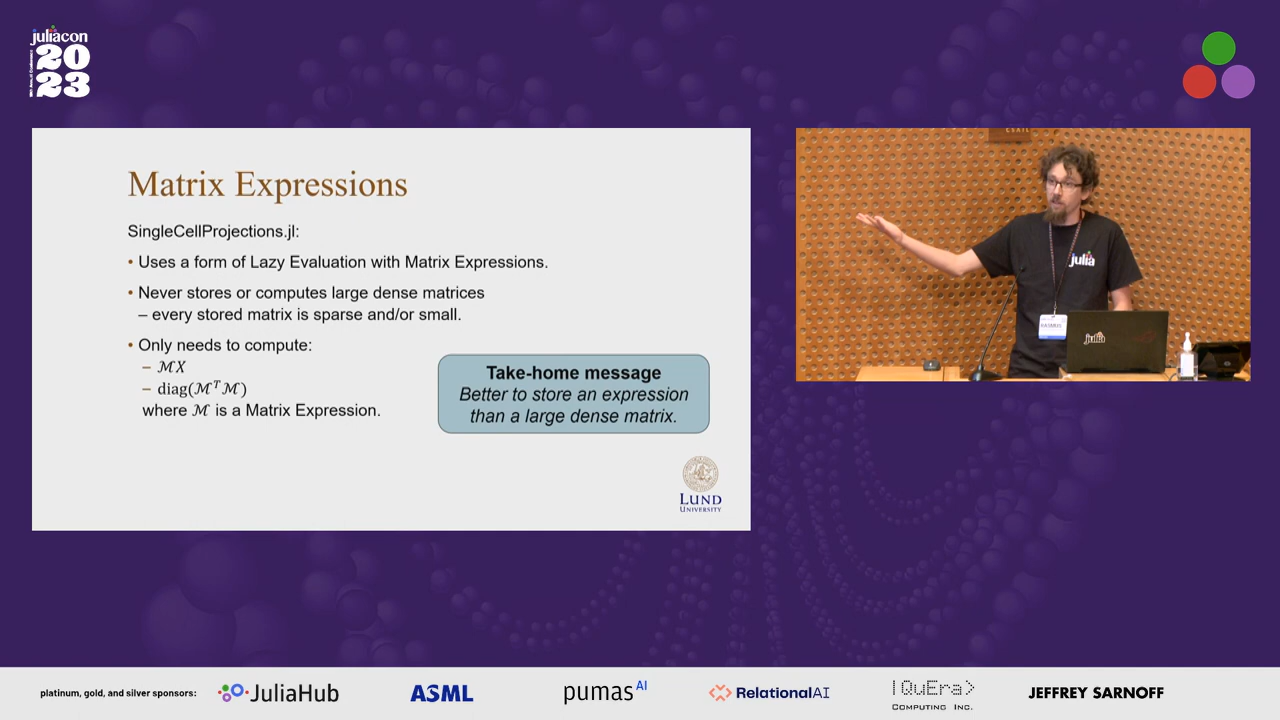 juliacon
20
23
Matrix Expressions
SingleCellProjections.jl:
• Uses a form of Lazy Evaluation with Matrix Expressions.
• Never stores or computes large dense matrices
– every stored matrix is sparse and/or small.
• Only needs to compute:
– ℳX
– diag(ℳᵀℳ)
where ℳ is a Matrix Expression.
Take-home message
Better to store an expression
than a large dense matrix.
LUND
UNIVERSITY
julia
RASMUS
julia
platinum, gold, and silver sponsors:
JuliaHub
ASML
pumasAI
RelationalAI
|QuEra>
COMPUTING INC.
JEFFREY SARNOFF